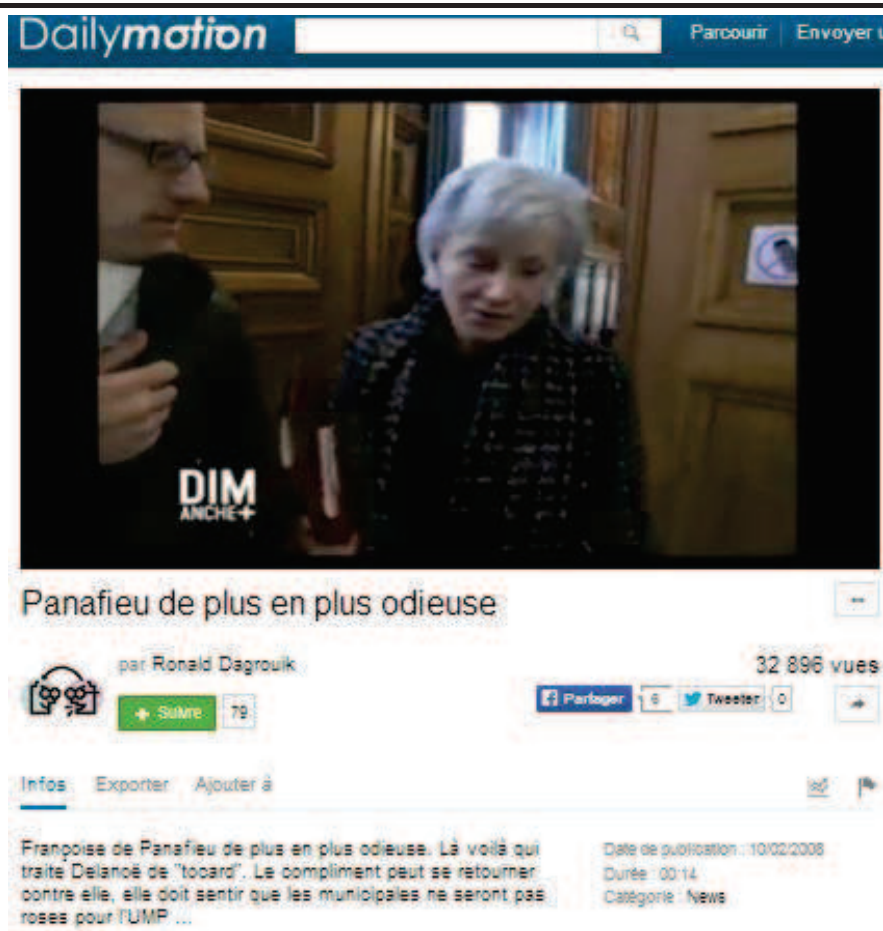 Dailymotion Parcourir Envoyer u
DIM
ANCHE+
Panafieu de plus en plus odieuse
par Ronald Dagrouik
32 896 vues
+ Suivre 79
Partager 6 Tweeter 0
Infos Exporter Ajouter à
Françoise de Panafieu de plus en plus odieuse. Là voilà qui
traite Delanoë de "tocard". Le compliment peut se retourner
contre elle, elle doit sentir que les municipales ne seront pas
roses pour l'UMP ...
Date de publication : 10/02/2008
Durée : 00:14
Catégorie : News